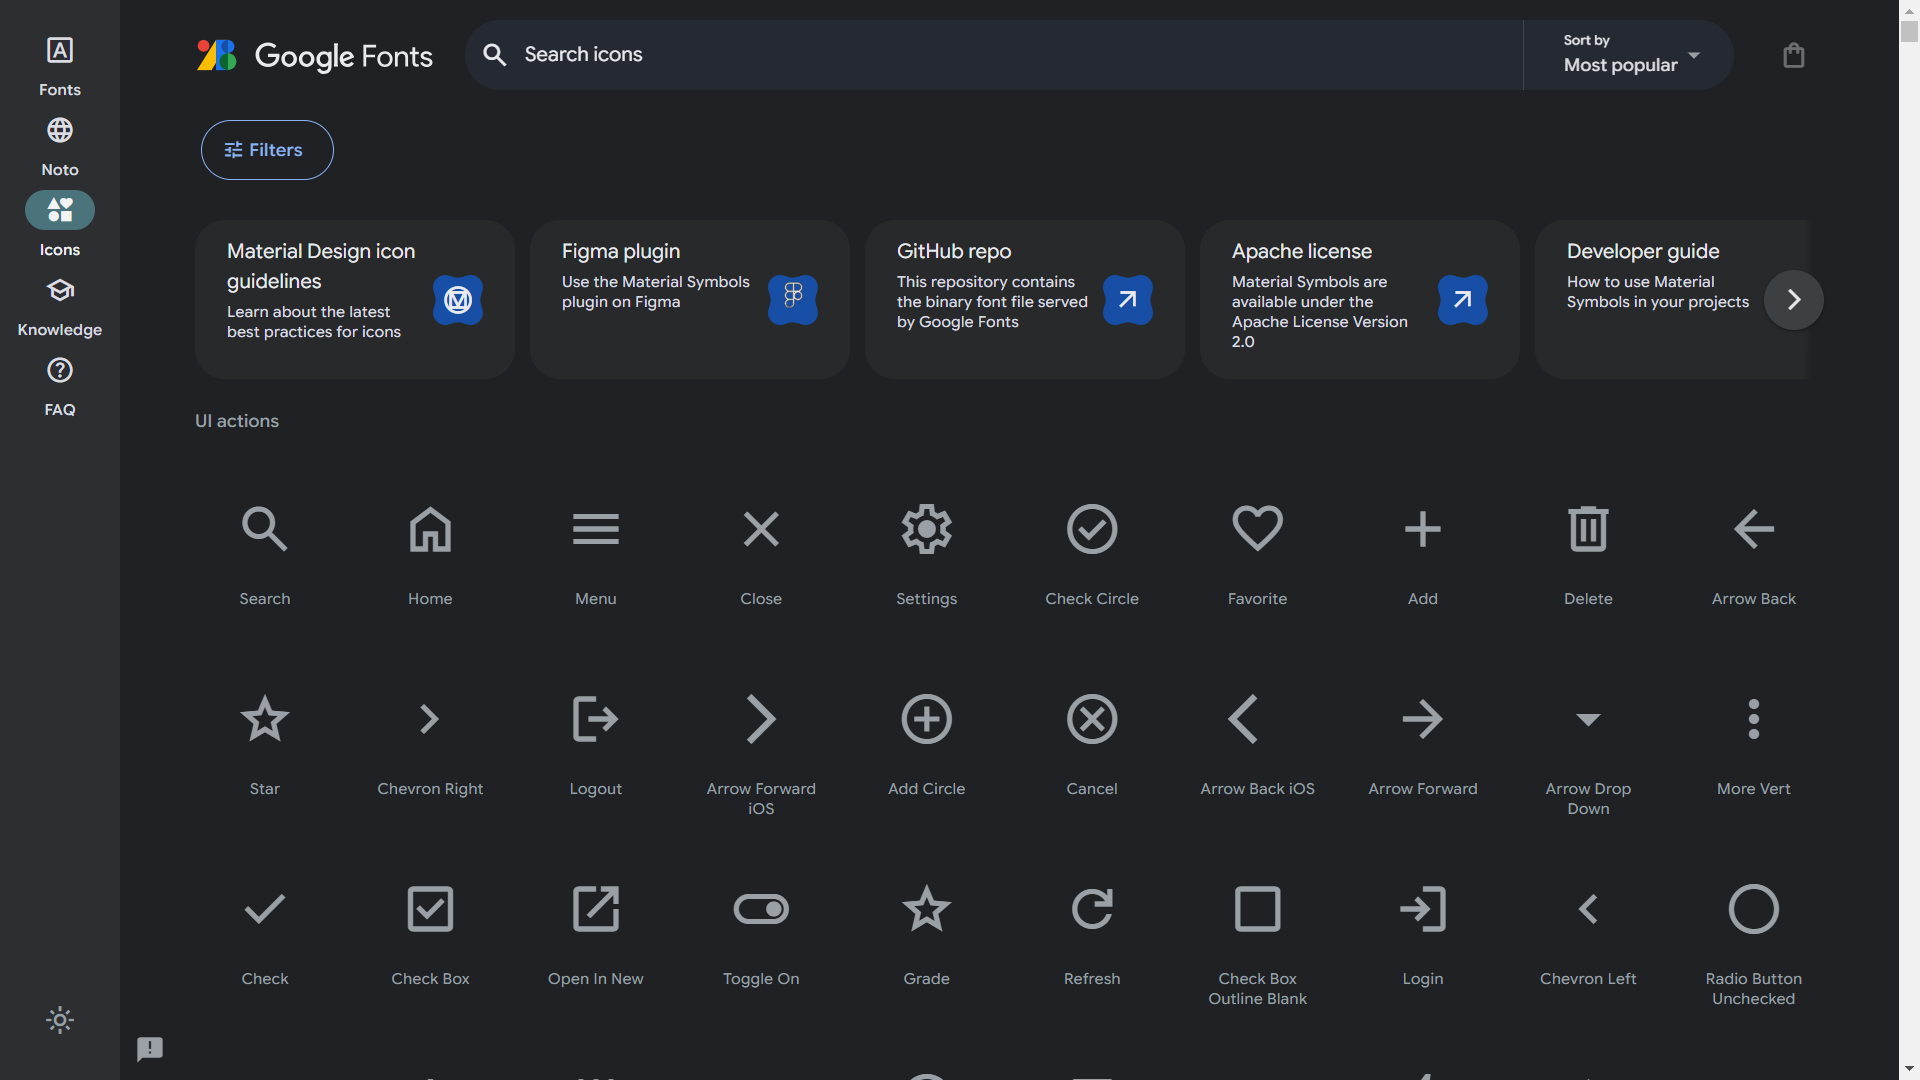 Fonts
Noto
Icons
Knowledge
FAQ
Google Fonts
Search icons
Sort by
Most popular
Filters
Material Design icon
guidelines
Learn about the latest
best practices for icons
Figma plugin
Use the Material Symbols
plugin on Figma
GitHub repo
This repository contains
the binary font file served
by Google Fonts
Apache license
Material Symbols are
available under the
Apache License Version
2.0
Developer guide
How to use Material
Symbols in your projects
UI actions
Search
Home
Menu
Close
Settings
Check Circle
Favorite
Add
Delete
Arrow Back
Star
Chevron Right
Logout
Arrow Forward
iOS
Add Circle
Cancel
Arrow Back iOS
Arrow Forward
Arrow Drop
Down
More Vert
Check
Check Box
Open In New
Toggle On
Grade
Refresh
Check Box
Outline Blank
Login
Chevron Left
Radio Button
Unchecked